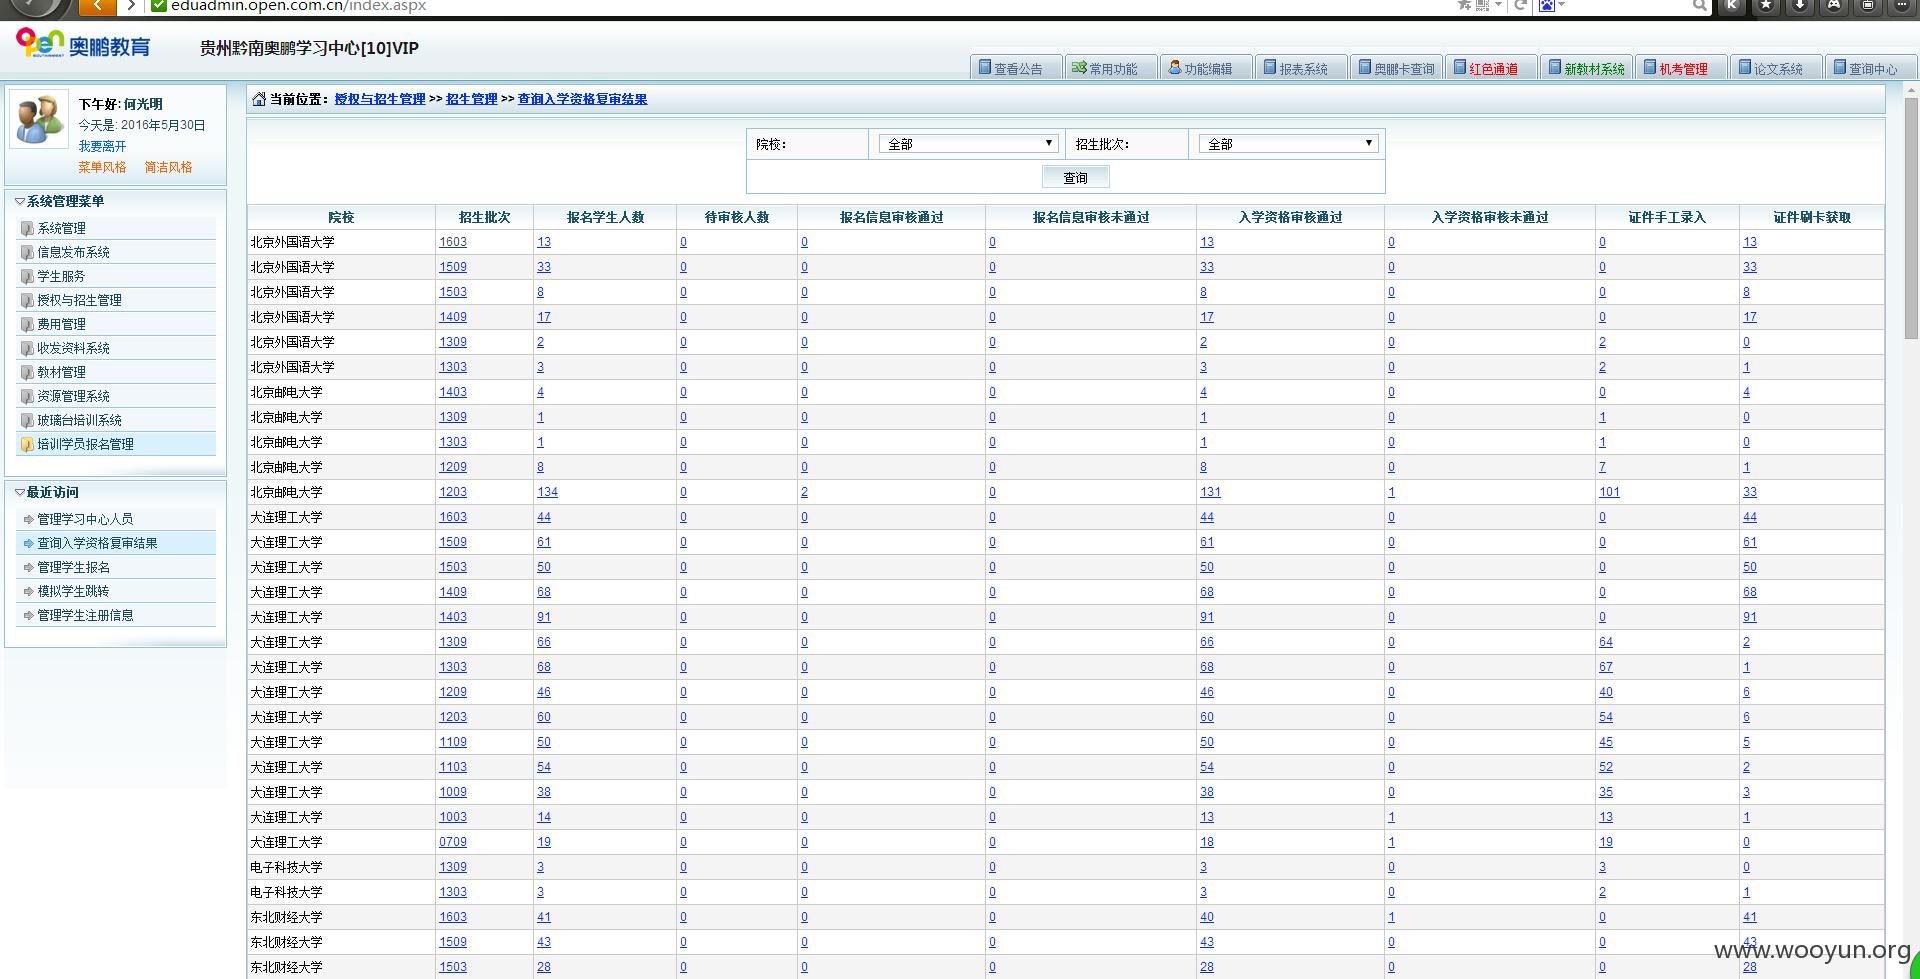 eduadmin.open.com.cn/index.aspx
open 奥鹏教育
贵州黔南奥鹏学习中心[10]VIP
查看公告 常用功能 功能编辑 报表系统 奥鹏卡查询 红色通道 新教材系统 机考管理 论文系统 查询中心
下午好:何光明
今天是: 2016年5月30日
我要离开
菜单风格 简洁风格
系统管理菜单
系统管理
信息发布系统
学生服务
授权与招生管理
费用管理
收发资料系统
教材管理
资源管理系统
玻璃台培训系统
培训学员报名管理
最近访问
管理学习中心人员
查询入学资格复审结果
管理学生报名
模拟学生跳转
管理学生注册信息
当前位置: 授权与招生管理 >> 招生管理 >> 查询入学资格复审结果
院校: 全部 招生批次: 全部
查询
院校 招生批次 报名学生人数 待审核人数 报名信息审核通过 报名信息审核未通过 入学资格审核通过 入学资格审核未通过 证件手工录入 证件刷卡获取
北京外国语大学 1603 13 0 0 0 13 0 0 13
北京外国语大学 1509 33 0 0 0 33 0 0 33
北京外国语大学 1503 8 0 0 0 8 0 0 8
北京外国语大学 1409 17 0 0 0 17 0 0 17
北京外国语大学 1309 2 0 0 0 2 0 2 0
北京外国语大学 1303 3 0 0 0 3 0 2 1
北京邮电大学 1403 4 0 0 0 4 0 0 4
北京邮电大学 1309 1 0 0 0 1 0 1 0
北京邮电大学 1303 1 0 0 0 1 0 1 0
北京邮电大学 1209 8 0 0 0 8 0 7 1
北京邮电大学 1203 134 0 2 0 131 1 101 33
大连理工大学 1603 44 0 0 0 44 0 0 44
大连理工大学 1509 61 0 0 0 61 0 0 61
大连理工大学 1503 50 0 0 0 50 0 0 50
大连理工大学 1409 68 0 0 0 68 0 0 68
大连理工大学 1403 91 0 0 0 91 0 0 91
大连理工大学 1309 66 0 0 0 66 0 64 2
大连理工大学 1303 68 0 0 0 68 0 67 1
大连理工大学 1209 46 0 0 0 46 0 40 6
大连理工大学 1203 60 0 0 0 60 0 54 6
大连理工大学 1109 50 0 0 0 50 0 45 5
大连理工大学 1103 54 0 0 0 54 0 52 2
大连理工大学 1009 38 0 0 0 38 0 35 3
大连理工大学 1003 14 0 0 0 13 1 13 1
大连理工大学 0709 19 0 0 0 18 1 19 0
电子科技大学 1309 3 0 0 0 3 0 3 0
电子科技大学 1303 3 0 0 0 3 0 2 1
东北财经大学 1603 41 0 0 0 40 1 0 41
东北财经大学 1509 43 0 0 0 43 0 0 43
东北财经大学 1503 28 0 0 0 28 0 0 28
www.wooyun.org